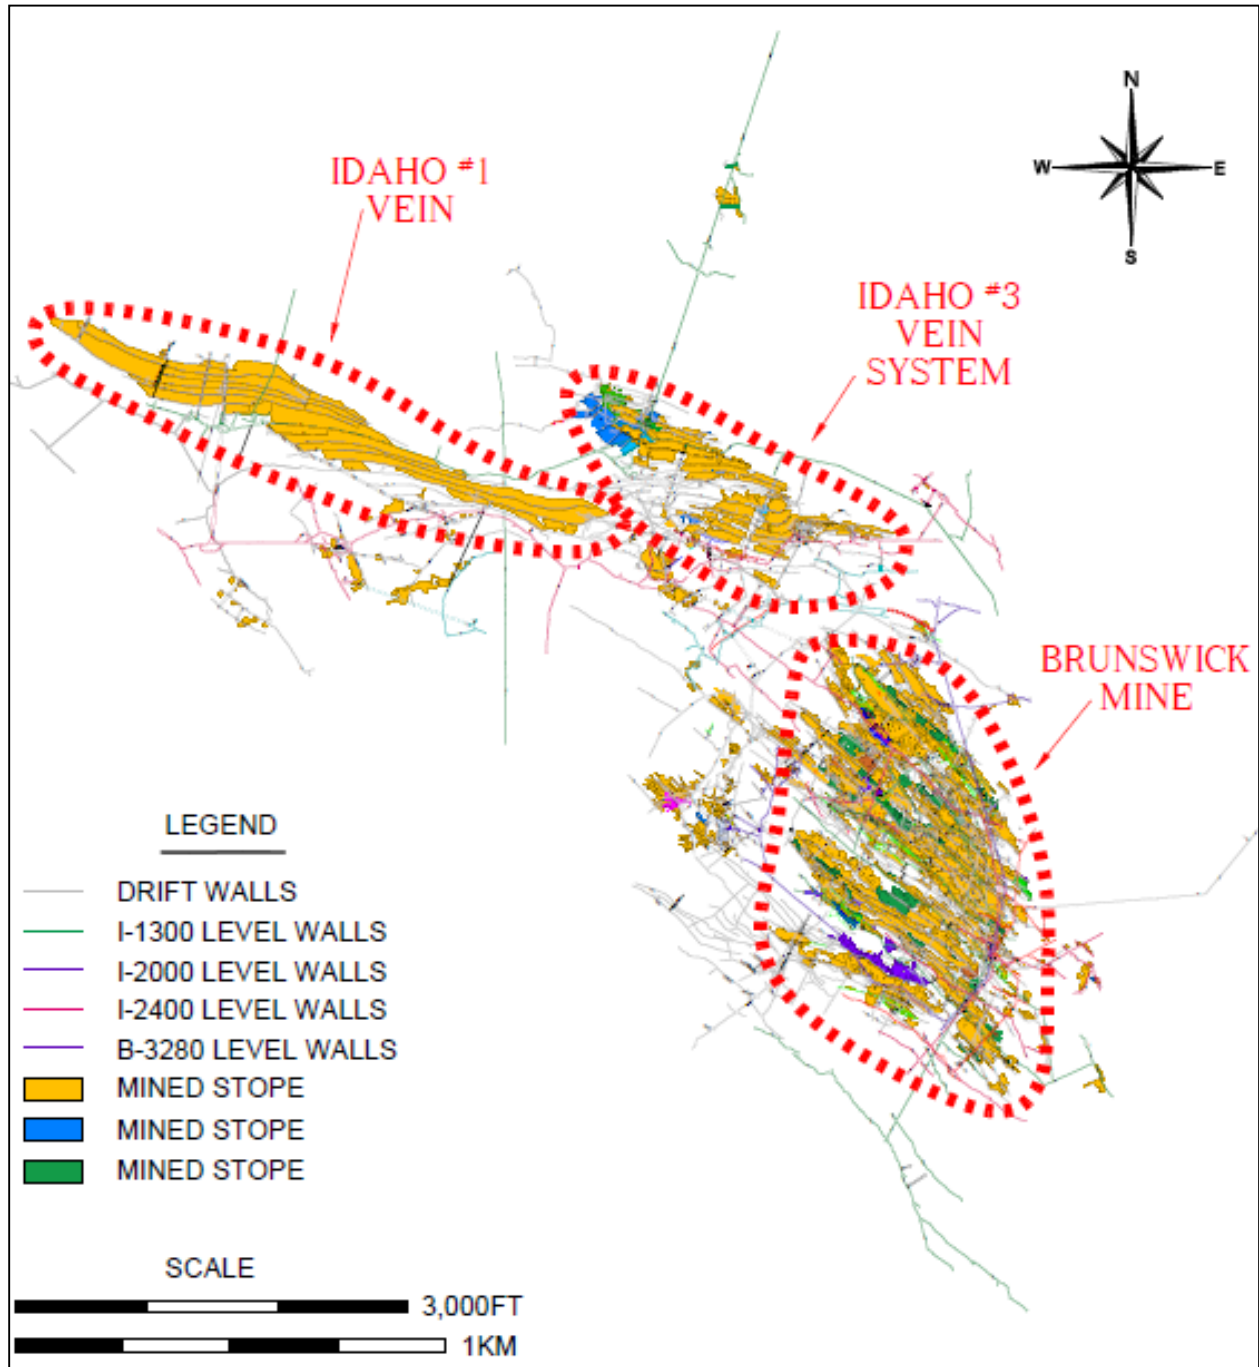 N
W
E
S
IDAHO #1
VEIN
IDAHO #3
VEIN
SYSTEM
BRUNSWICK
MINE
LEGEND
DRIFT WALLS
I-1300 LEVEL WALLS
I-2000 LEVEL WALLS
I-2400 LEVEL WALLS
B-3280 LEVEL WALLS
MINED STOPE
MINED STOPE
MINED STOPE
SCALE
3,000FT
1KM